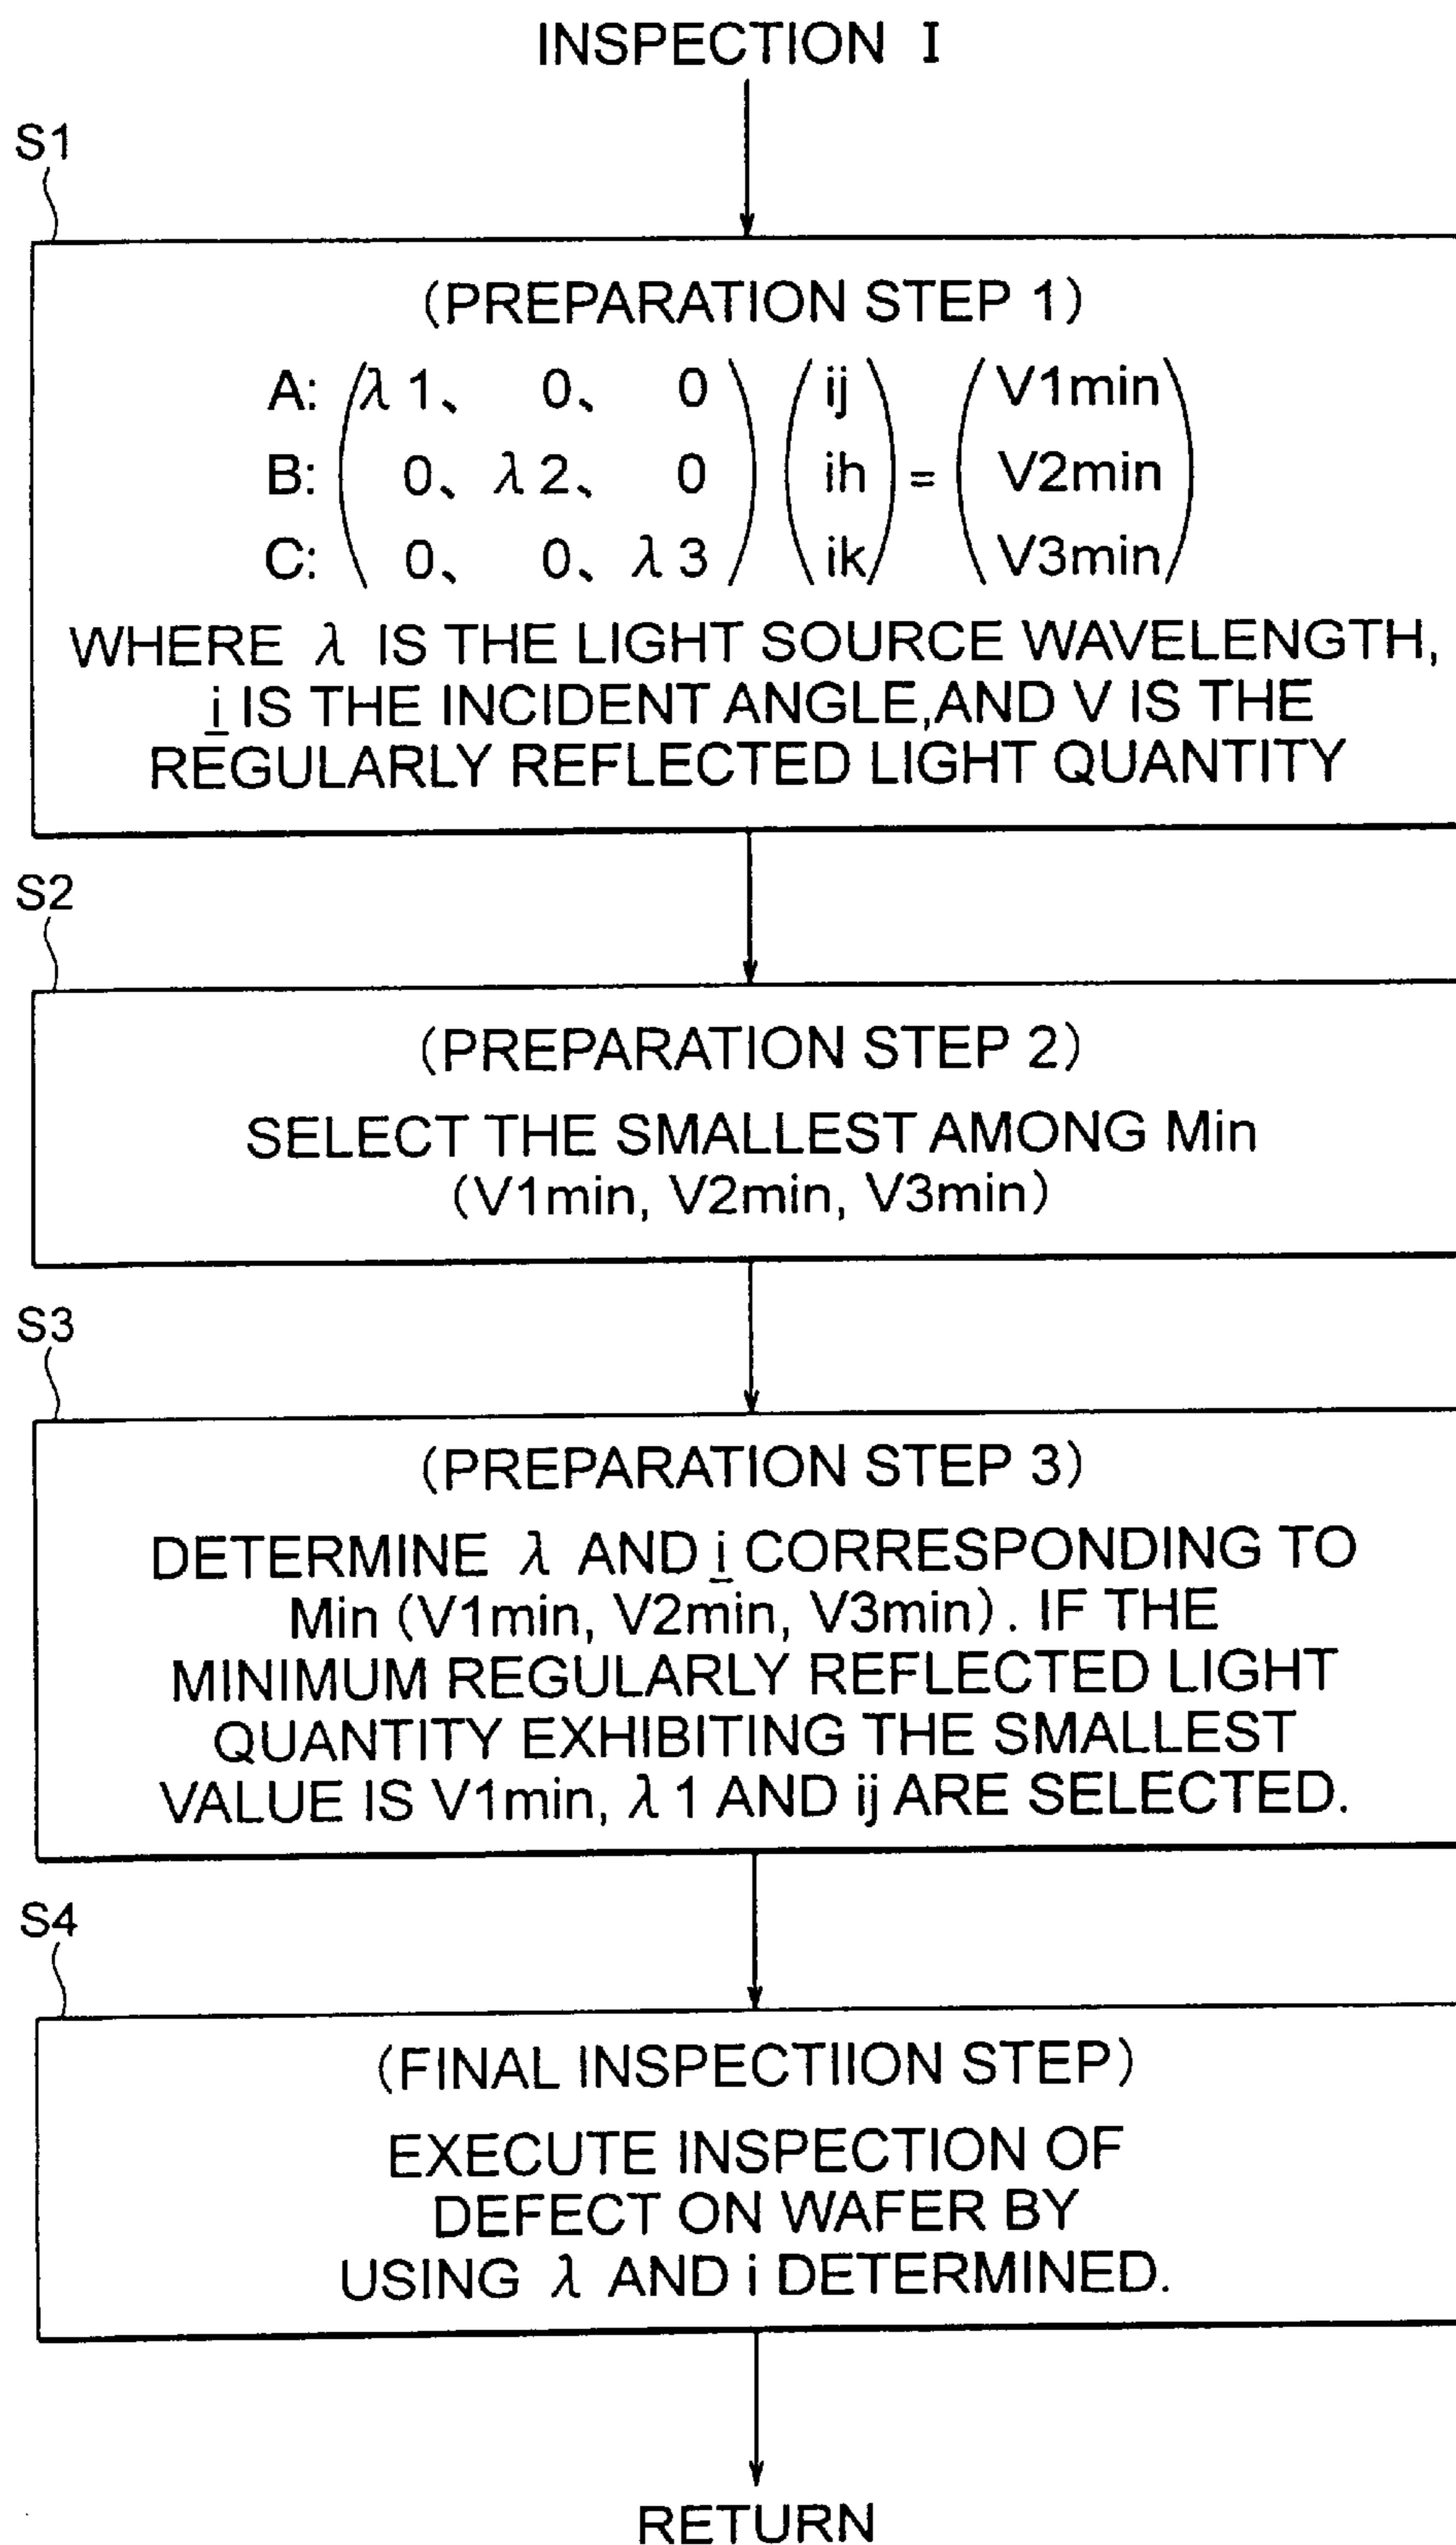 INSPECTION I
S1
(PREPARATION STEP 1)
A: (λ1、 0、 0) (ij) (V1min)
B: (0、 λ2、 0) (ih) = (V2min)
C: (0、 0、 λ3) (ik) (V3min)
WHERE λ IS THE LIGHT SOURCE WAVELENGTH,
i IS THE INCIDENT ANGLE,AND V IS THE
REGULARLY REFLECTED LIGHT QUANTITY
S2
(PREPARATION STEP 2)
SELECT THE SMALLEST AMONG Min
(V1min, V2min, V3min)
S3
(PREPARATION STEP 3)
DETERMINE λ AND i CORRESPONDING TO
Min (V1min, V2min, V3min). IF THE
MINIMUM REGULARLY REFLECTED LIGHT
QUANTITY EXHIBITING THE SMALLEST
VALUE IS V1min, λ1 AND ij ARE SELECTED.
S4
(FINAL INSPECTIION STEP)
EXECUTE INSPECTION OF
DEFECT ON WAFER BY
USING λ AND i DETERMINED.
RETURN